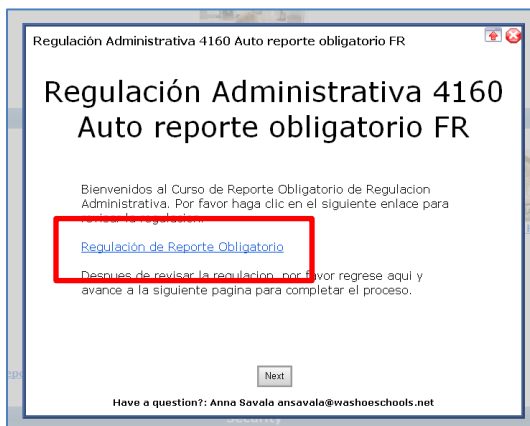 Regulación Administrativa 4160 Auto reporte obligatorio FR
Regulación Administrativa 4160
Auto reporte obligatorio FR
Bienvenidos al Curso de Reporte Obligatorio de Regulacion
Administrativa. Por favor haga clic en el siguiente enlace para
revisar la regulacion.
Regulación de Reporte Obligatorio
Despues de revisar la regulacion, por favor regrese aqui y
avance a la siguiente pagina para completar el proceso.
Next
Have a question?: Anna Savala ansavala@washoeschools.net
Security